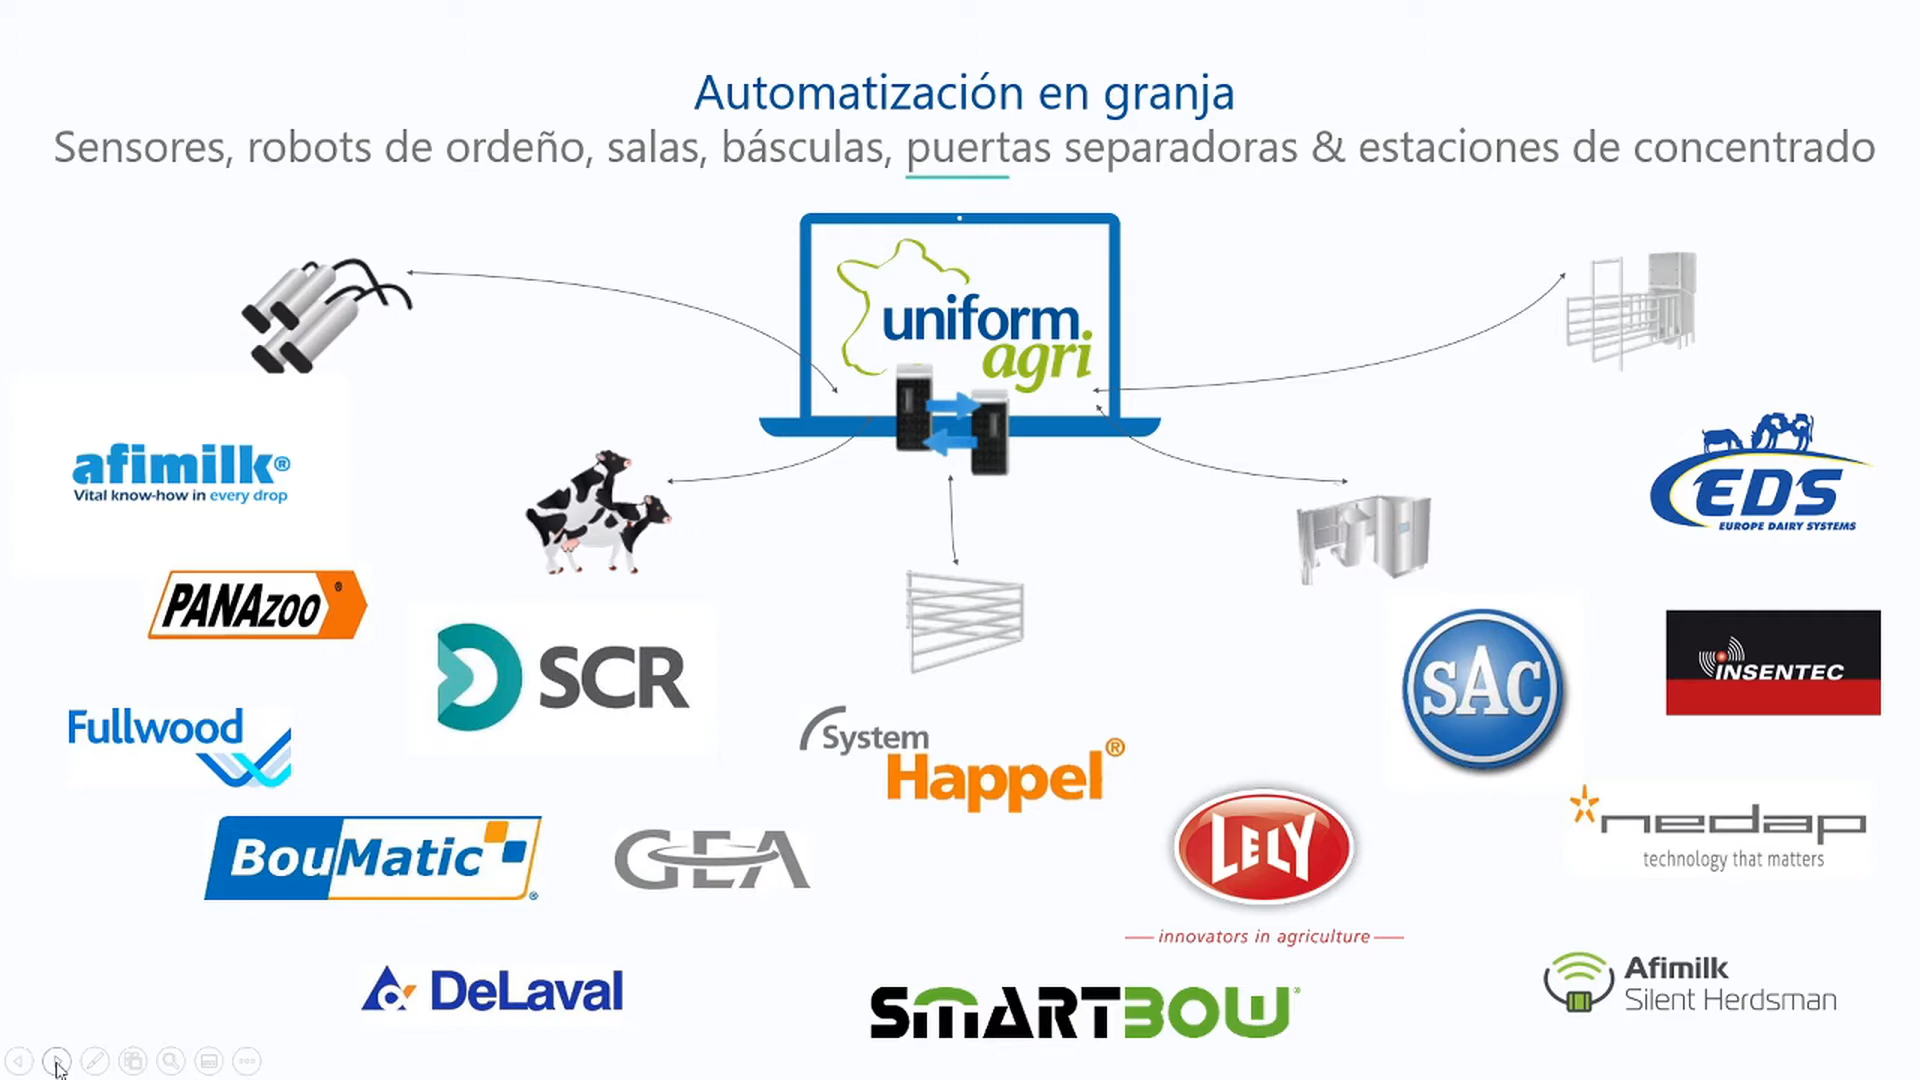 Automatización en granja
Sensores, robots de ordeño, salas, básculas, puertas separadoras & estaciones de concentrado
uniform
agri
afimilk®
Vital know-how in every drop
EDS
EUROPE DAIRY SYSTEMS
PANAZOO®
SCR
SAC
INSENTEC
Fullwood
System
Happel®
BouMatic®
GEA
LELY
innovators in agriculture
nedap
technology that matters
DeLaval
SMARTBOW®
Afimilk
Silent Herdsman